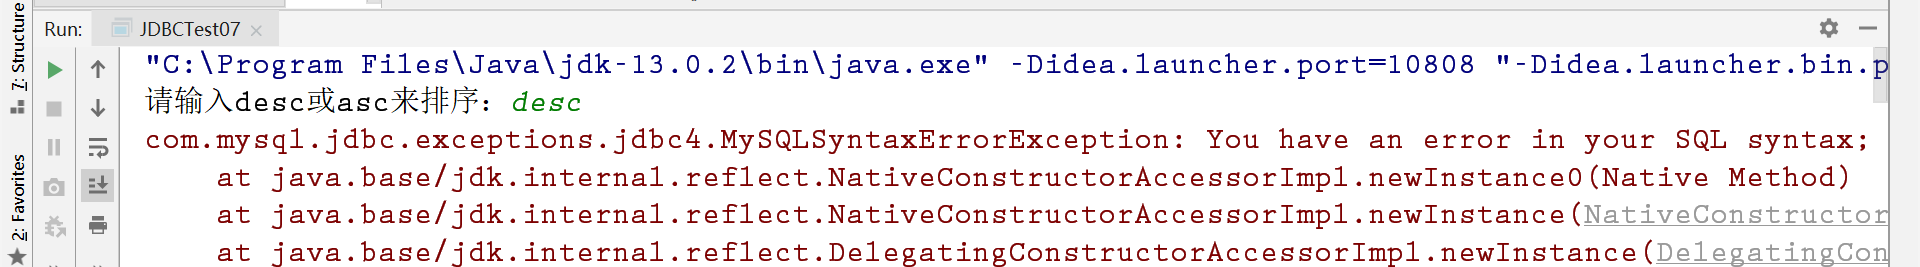 Run: JDBCTest07
7: Structure
"C:\Program Files\Java\jdk-13.0.2\bin\java.exe" -Didea.launcher.port=10808 "-Didea.launcher.bin.p
请输入desc或asc来排序：desc
com.mysql.jdbc.exceptions.jdbc4.MySQLSyntaxErrorException: You have an error in your SQL syntax;
at java.base/jdk.internal.reflect.NativeConstructorAccessorImpl.newInstance0(Native Method)
at java.base/jdk.internal.reflect.NativeConstructorAccessorImpl.newInstance(NativeConstructor
at java.base/jdk.internal.reflect.DelegatingConstructorAccessorImpl.newInstance(DelegatingCon
2: Favorites